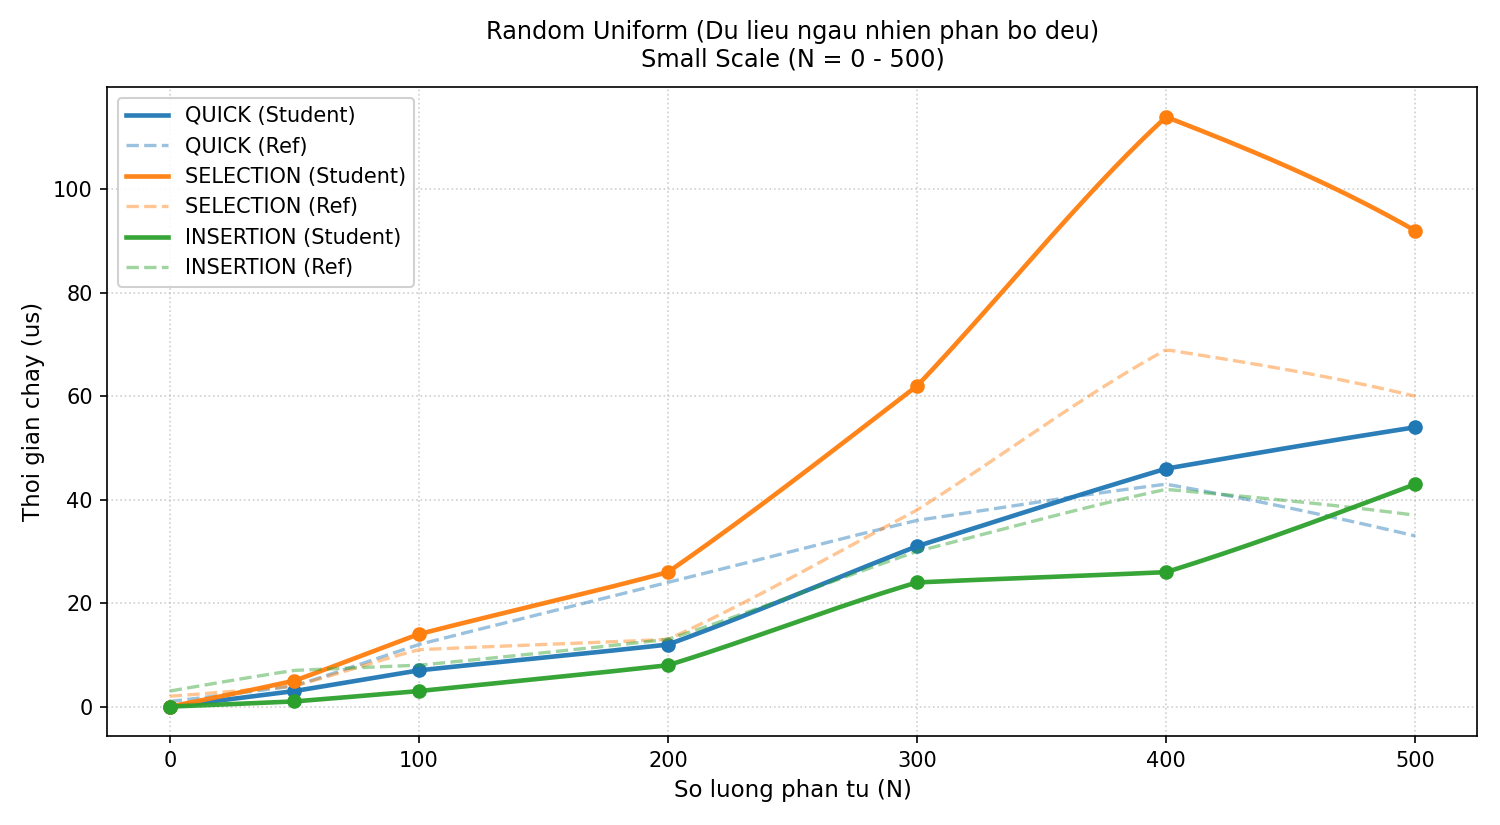 Random Uniform (Du lieu ngau nhien phan bo deu)
Small Scale (N = 0 - 500)
QUICK (Student)
QUICK (Ref)
SELECTION (Student)
SELECTION (Ref)
INSERTION (Student)
INSERTION (Ref)
Thoi gian chay (us)
100
80
60
40
20
0
0 100 200 300 400 500
So luong phan tu (N)